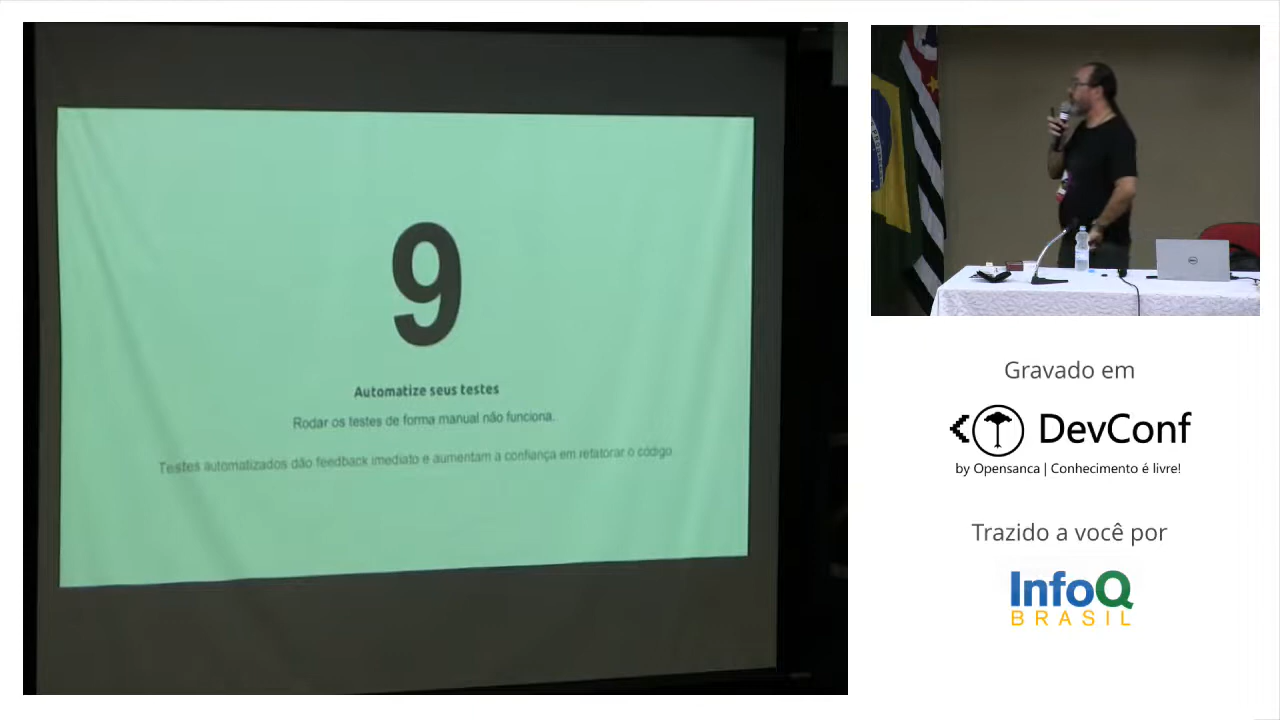 9
Automatize seus testes
Rodar os testes de forma manual não funciona.
Testes automatizados dão feedback imediato e aumentam a confiança em refatorar o código
Gravado em
DevConf
by Opensanca | Conhecimento é livre!
Trazido a você por
InfoQ
BRASIL